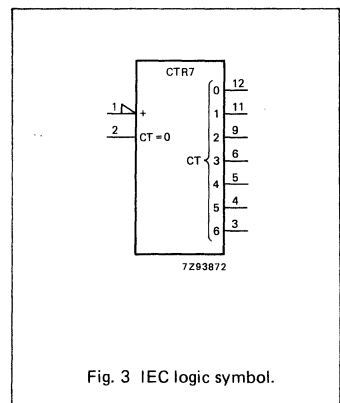 CTR7
1 +
2 CT=0
CT
0 12
1 11
2 9
3 6
4 5
5 4
6 3
7Z93872
Fig. 3 IEC logic symbol.